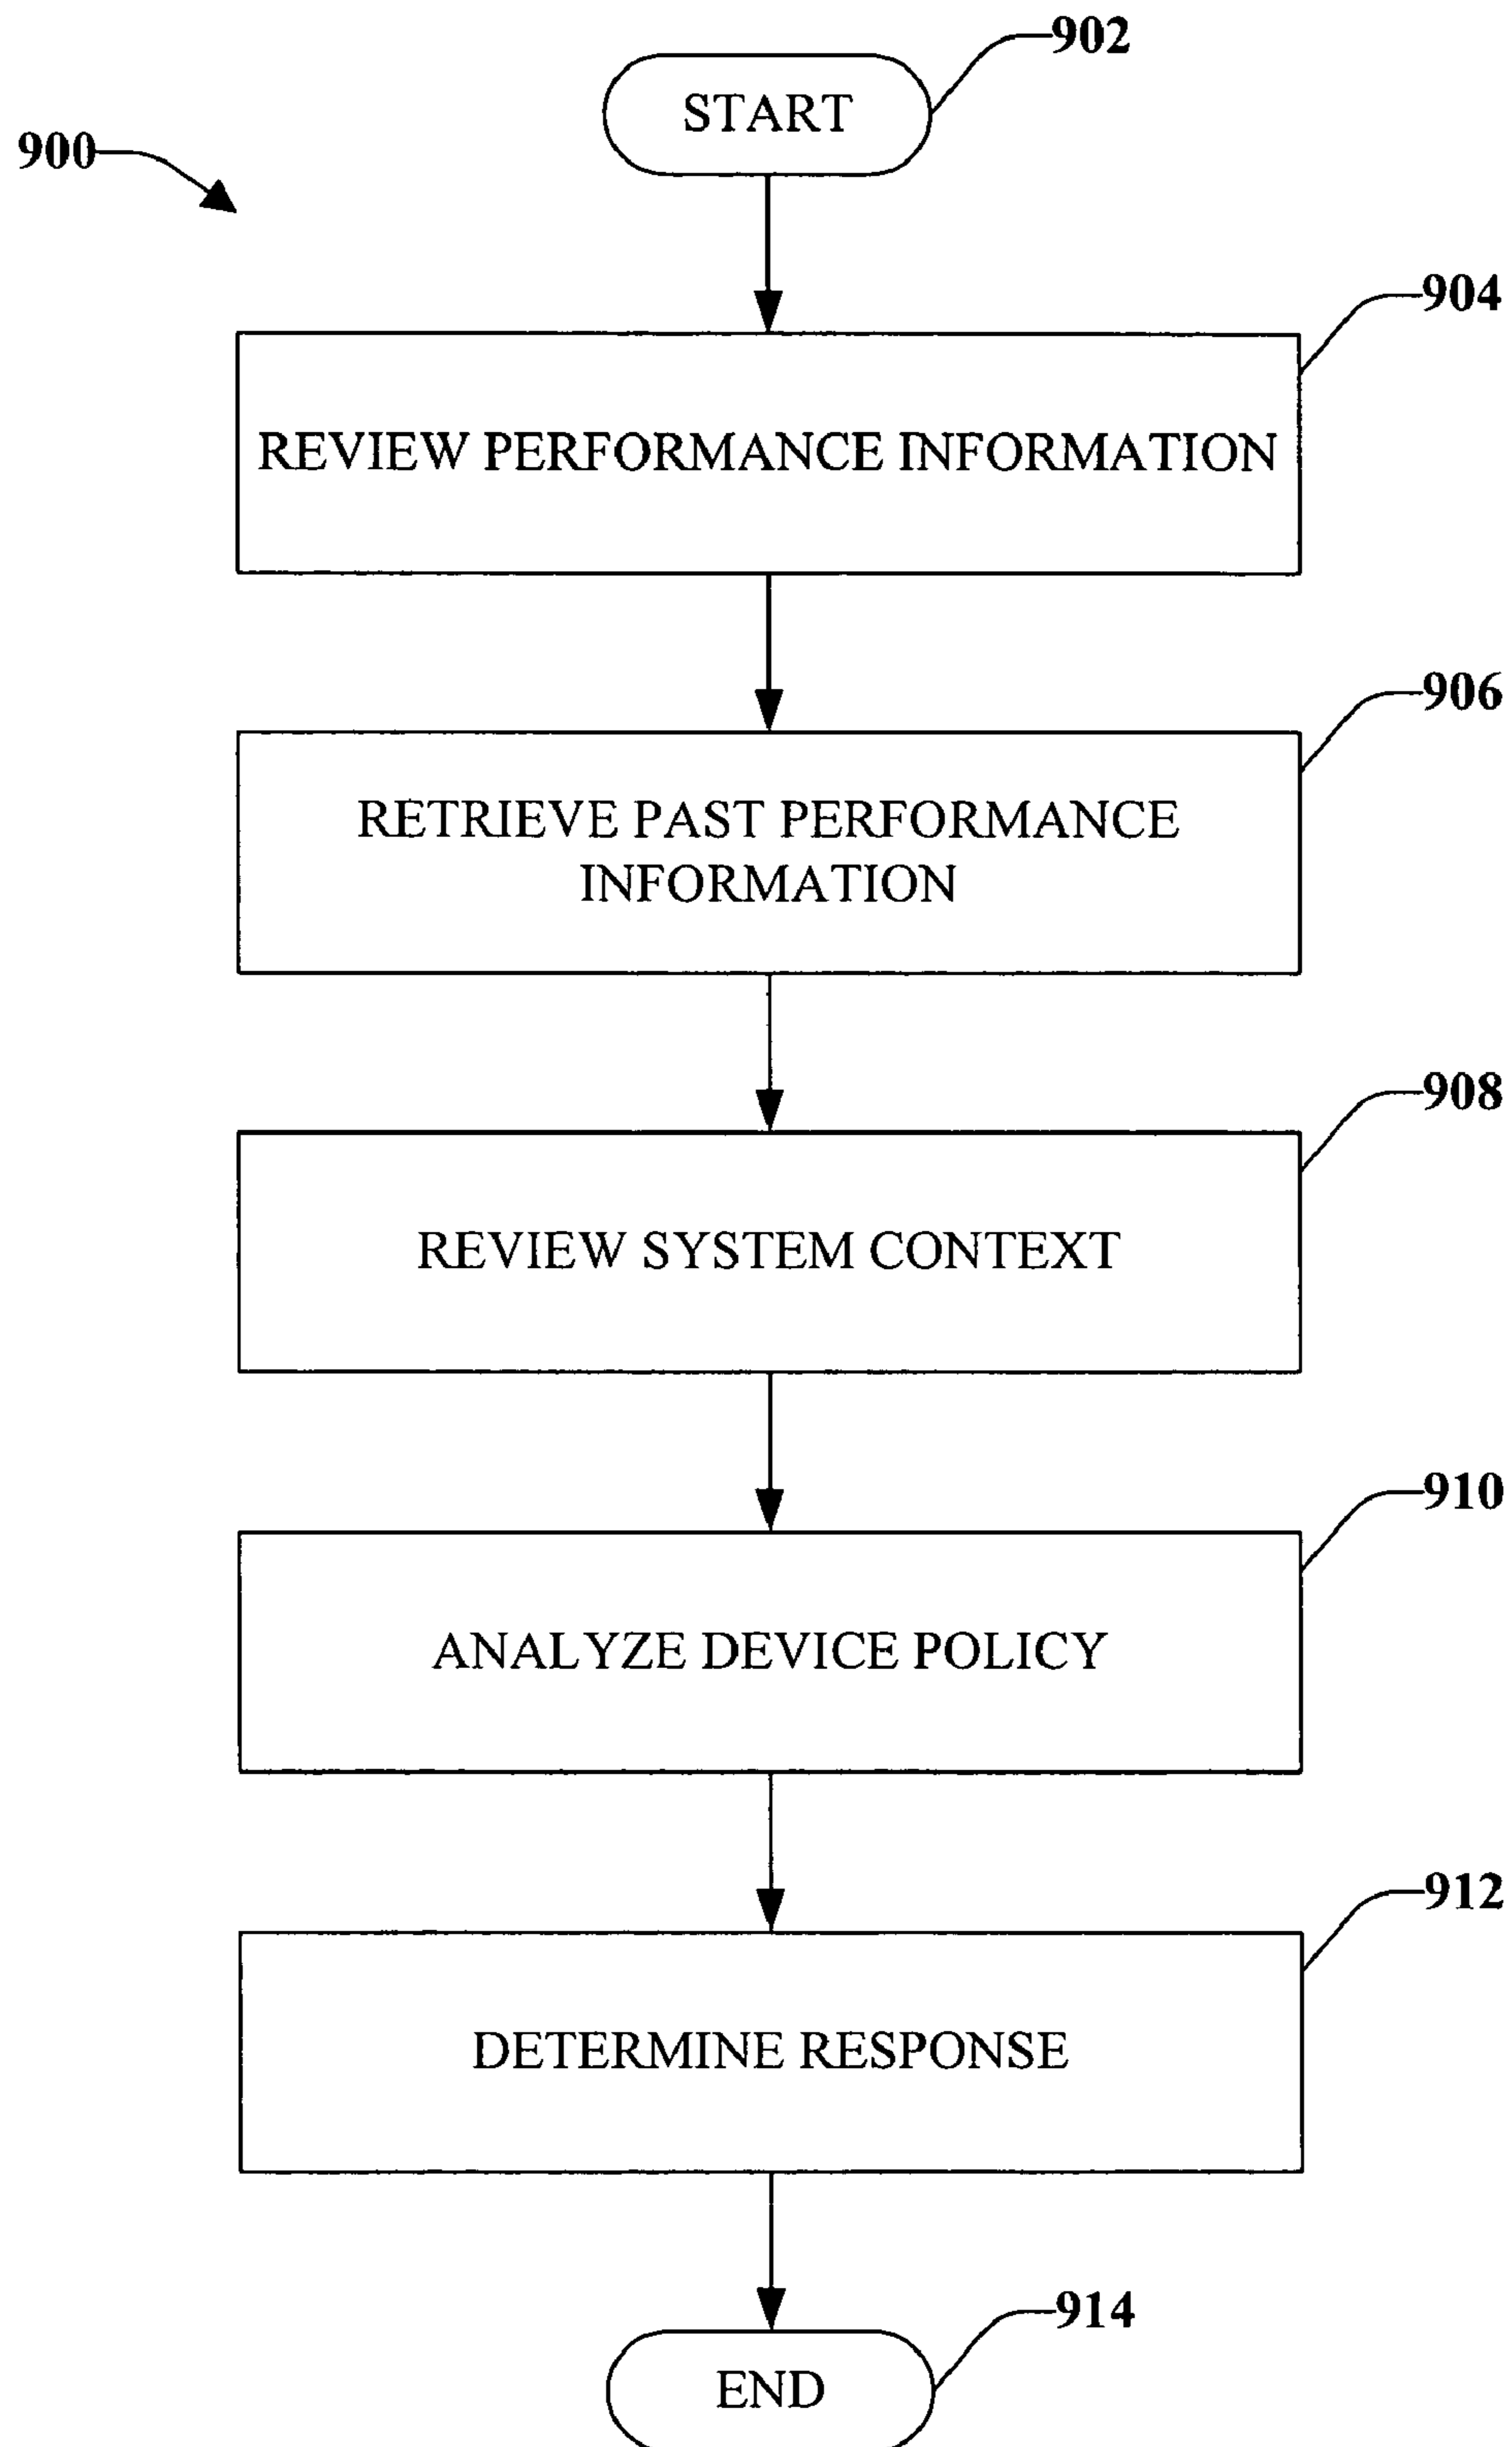 902
START
900
904
REVIEW PERFORMANCE INFORMATION
906
RETRIEVE PAST PERFORMANCE
INFORMATION
908
REVIEW SYSTEM CONTEXT
910
ANALYZE DEVICE POLICY
912
DETERMINE RESPONSE
914
END